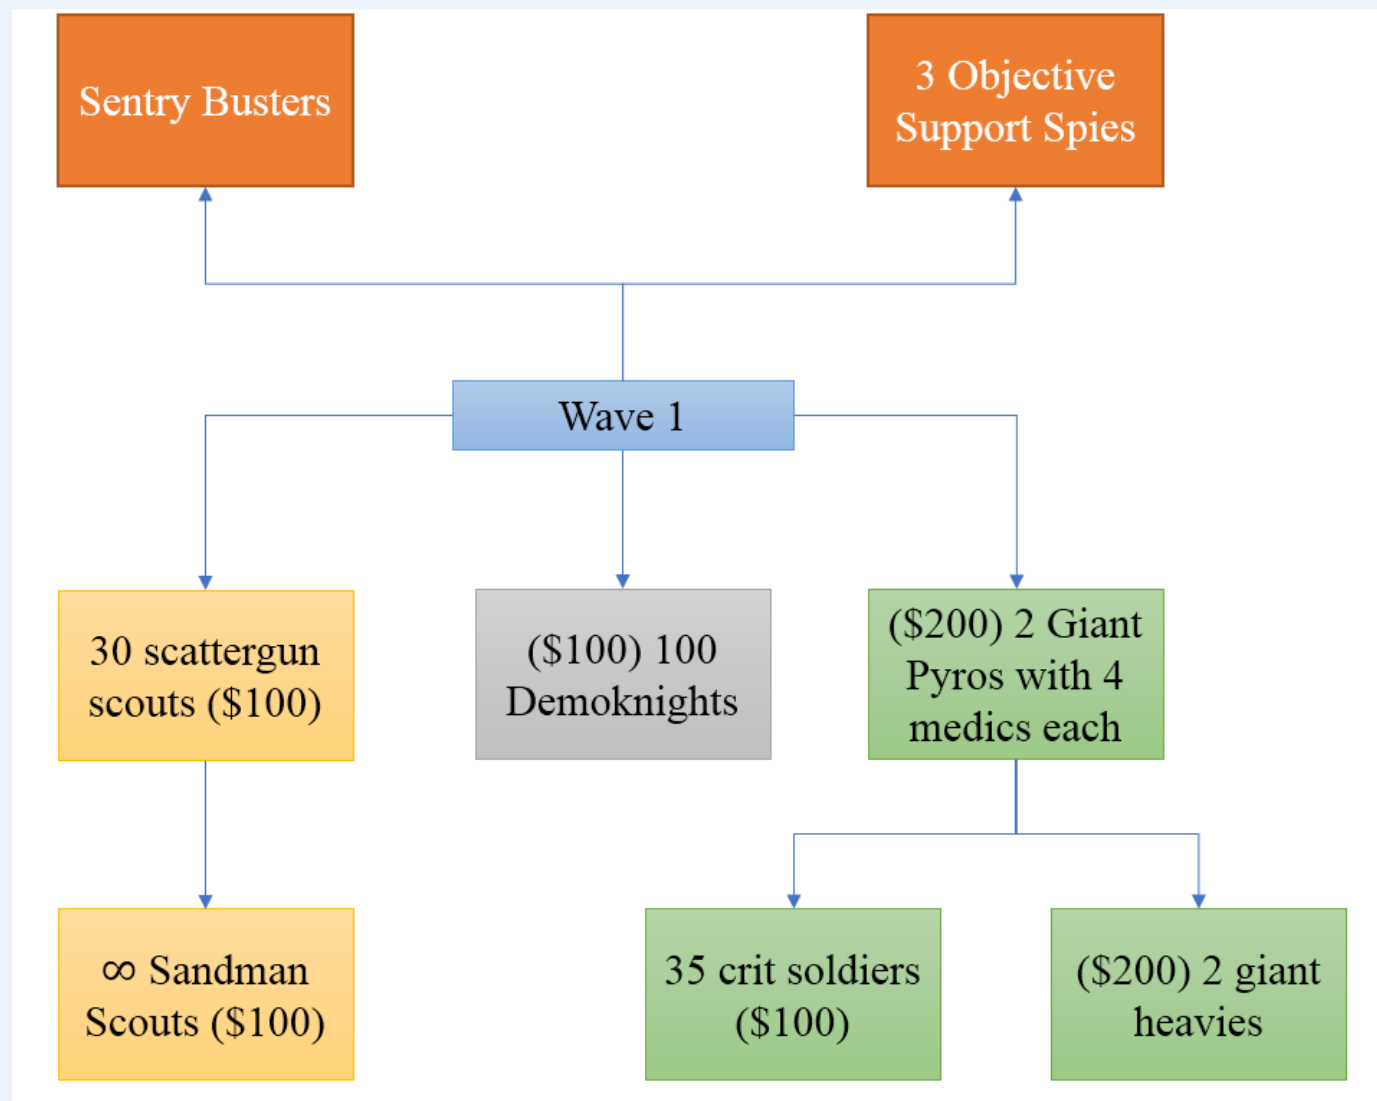 Sentry Busters
3 Objective
Support Spies
Wave 1
30 scattergun
scouts ($100)
($100) 100
Demoknights
($200) 2 Giant
Pyros with 4
medics each
∞ Sandman
Scouts ($100)
35 crit soldiers
($100)
($200) 2 giant
heavies